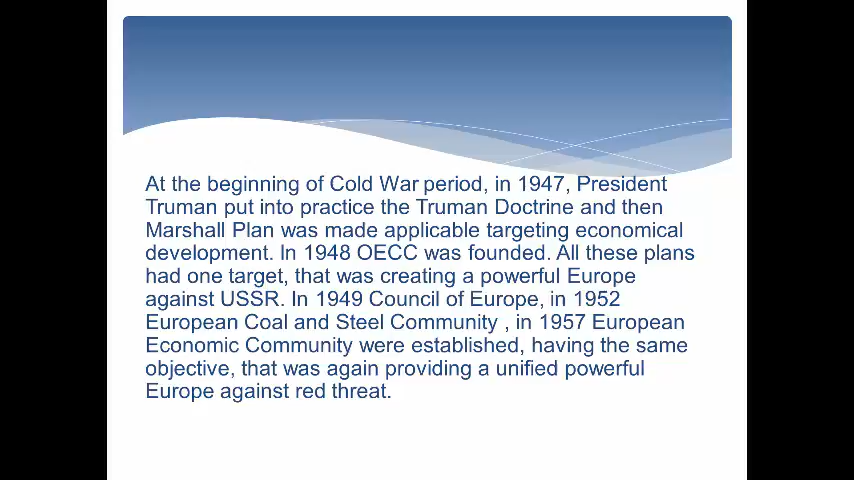 At the beginning of Cold War period, in 1947, President
Truman put into practice the Truman Doctrine and then
Marshall Plan was made applicable targeting economical
development. In 1948 OECC was founded. All these plans
had one target, that was creating a powerful Europe
against USSR. In 1949 Council of Europe, in 1952
European Coal and Steel Community , in 1957 European
Economic Community were established, having the same
objective, that was again providing a unified powerful
Europe against red threat.